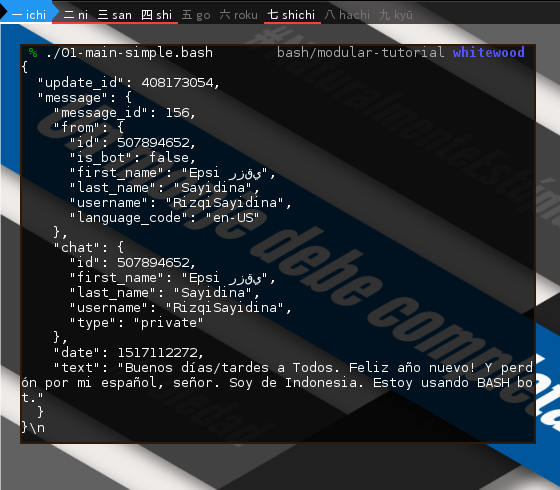 一 ichi 二 ni 三 san 四 shi 五 go 六 roku 七 shichi 八 hachi 九 kyū
% ./01-main-simple.bash bash/modular-tutorial whitewood
{
"update_id": 408173054,
"message": {
"message_id": 156,
"from": {
"id": 507894652,
"is_bot": false,
"first_name": "Epsi رزقي",
"last_name": "Sayidina",
"username": "RizqiSayidina",
"language_code": "en-US"
},
"chat": {
"id": 507894652,
"first_name": "Epsi رزقي",
"last_name": "Sayidina",
"username": "RizqiSayidina",
"type": "private"
},
"date": 1517112272,
"text": "Buenos días/tardes a Todos. Feliz año nuevo! Y perd
ón por mi español, señor. Soy de Indonesia. Estoy usando BASH bo
t."
}
}\n